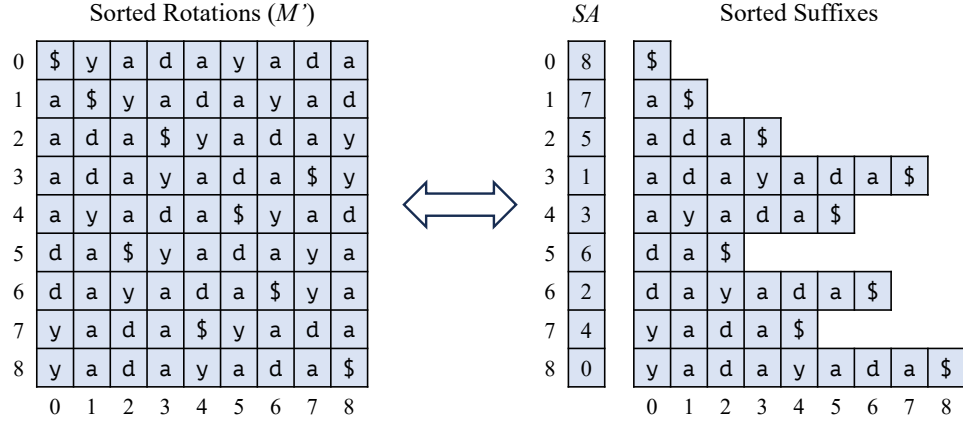 Sorted Rotations (M’) SA Sorted Suffixes
0 $ y a d a y a d a 0 8 $
1 a $ y a d a y a d 1 7 a $
2 a d a $ y a d a y 2 5 a d a $
3 a d a y a d a $ y 3 1 a d a y a d a $
4 a y a d a $ y a d 4 3 a y a d a $
5 d a $ y a d a y a 5 6 d a $
6 d a y a d a $ y a 6 2 d a y a d a $
7 y a d a $ y a d a 7 4 y a d a $
8 y a d a y a d a $ 8 0 y a d a y a d a $
0 1 2 3 4 5 6 7 8 0 1 2 3 4 5 6 7 8